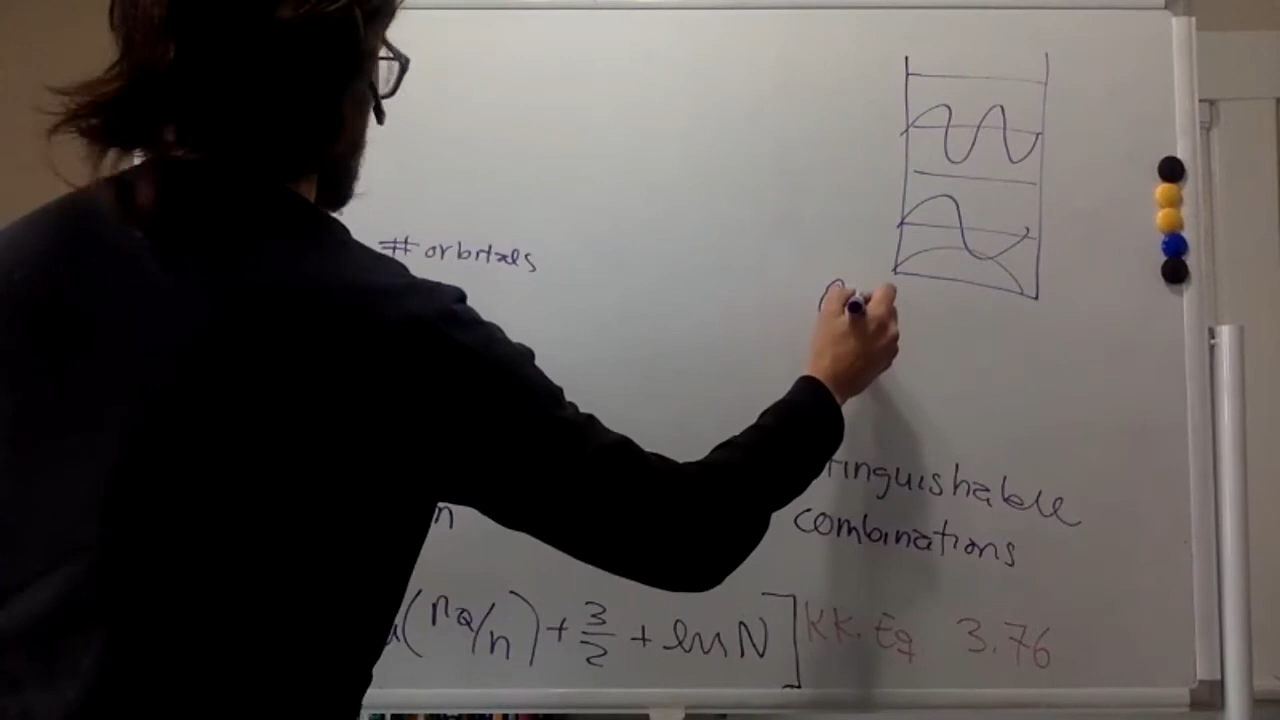 # orbitals
tinguishable
combinations
n
(nQ/n) + 3/2 + ln N] KK. Eq 3.76